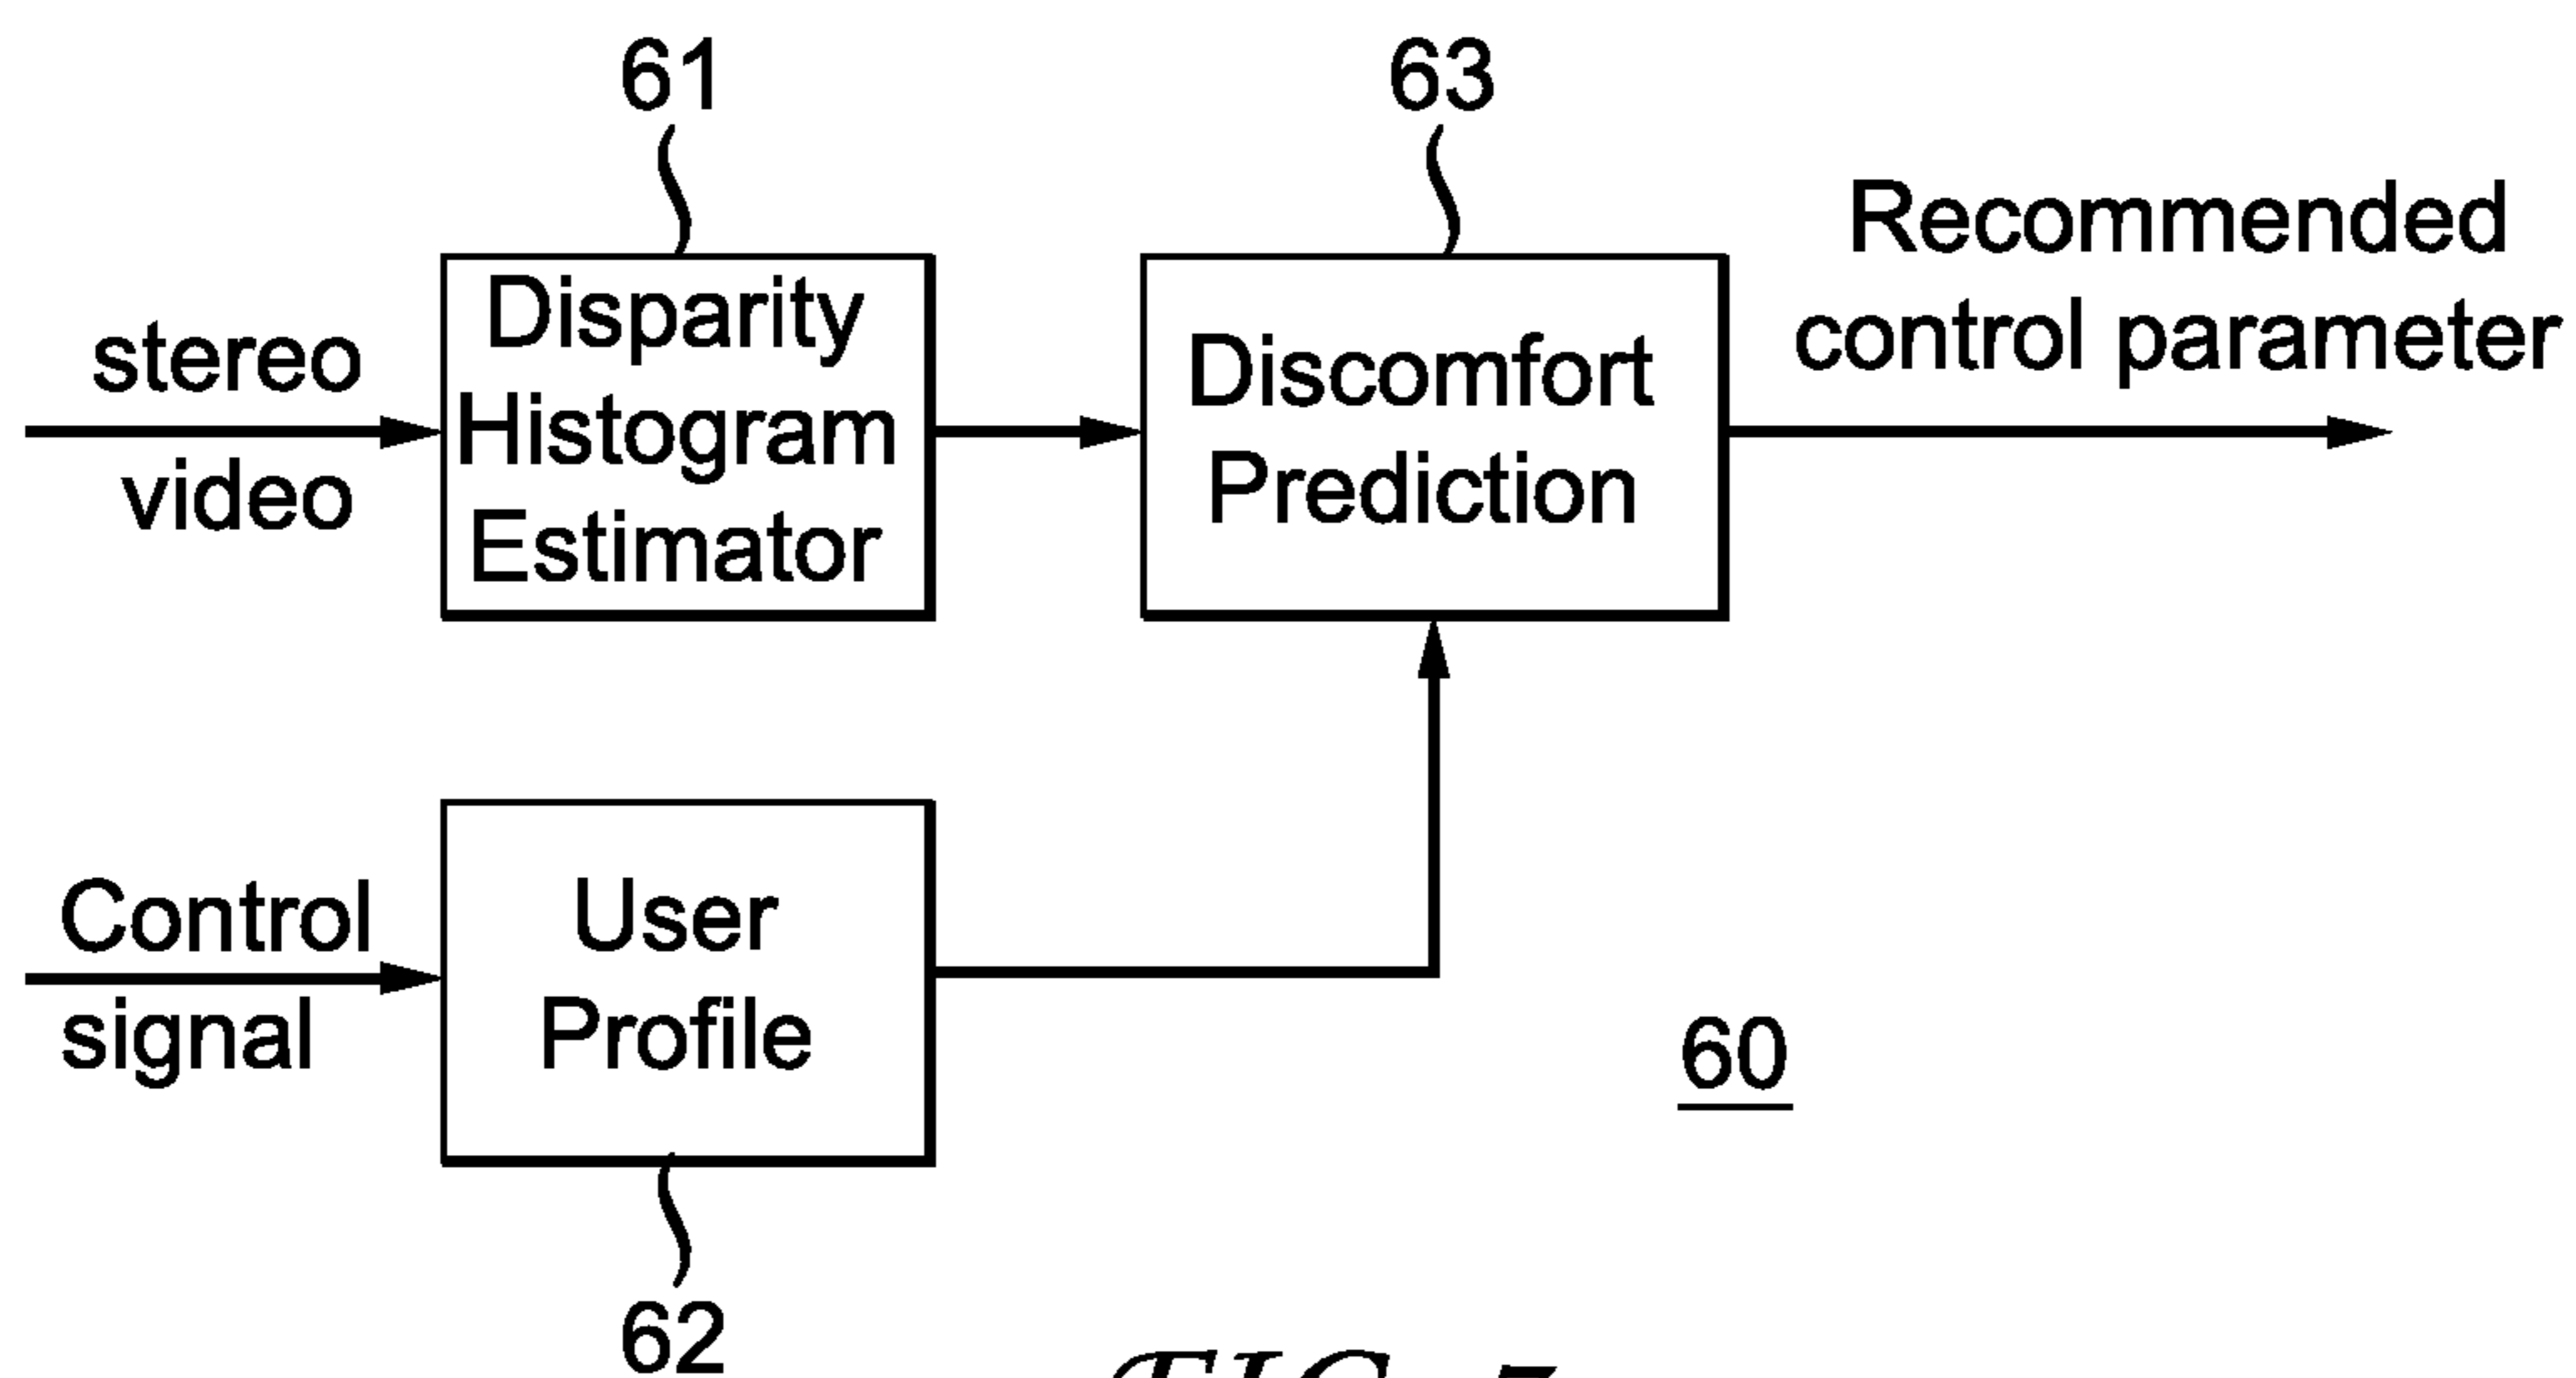 61
63
Recommended
control parameter
stereo
video
Disparity
Histogram
Estimator
Discomfort
Prediction
Control
signal
User
Profile
60
62